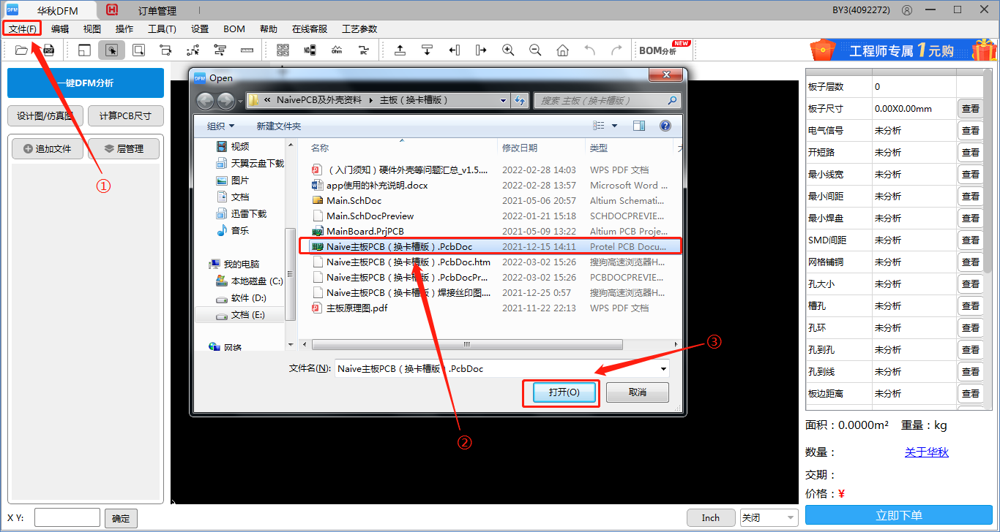 DFM 华秋DFM 订单管理 BY3(4092272)
文件(F) 编辑 视图 操作 工具(T) 设置 BOM 帮助 在线客服 工艺参数
PDF NO. Ohm IPC BOM分析 NEW 工程师专属1元购
一键DFM分析
设计图/仿真图 计算PCB尺寸
追加文件 层管理
①
DFM Open
« NaivePCB及外壳资料 主板（换卡槽版） 搜索 主板（换卡槽版）
组织 新建文件夹
视频
天翼云盘下载
图片
文档
迅雷下载
音乐
我的电脑
本地磁盘 (C:)
软件 (D:)
文档 (E:)
网络
名称 修改日期 类型
（入门须知）硬件外壳等问题汇总_v1.5.... 2022-02-28 14:03 WPS PDF 文档
app使用的补充说明.docx 2022-02-28 13:57 Microsoft Word ...
Main.SchDoc 2021-05-06 20:57 Altium Schemati...
Main.SchDocPreview 2022-01-21 15:18 SCHDOCPREVIE...
MainBoard.PrjPCB 2021-05-09 13:22 Altium PCB Proje...
Naive主板PCB（换卡槽版）.PcbDoc 2021-12-15 14:11 Protel PCB Docu...
Naive主板PCB（换卡槽版）.PcbDoc.htm 2022-03-02 15:26 搜狗高速浏览器H...
Naive主板PCB（换卡槽版）.PcbDocPr... 2022-03-02 15:26 PCBDOCPREVIE...
Naive主板PCB（换卡槽版）焊接丝印图.... 2021-12-25 0:57 搜狗高速浏览器H...
主板原理图.pdf 2021-11-22 22:13 WPS PDF 文档
文件名(N): Naive主板PCB（换卡槽版）.PcbDoc
打开(O) 取消
②
③
板子层数 0
板子尺寸 0.00X0.00mm 查看
电气信号 未分析 查看
开短路 未分析 查看
最小线宽 未分析 查看
最小间距 未分析 查看
最小焊盘 未分析 查看
SMD间距 未分析 查看
网格铺铜 未分析 查看
孔大小 未分析 查看
槽孔 未分析 查看
孔环 未分析 查看
孔到孔 未分析 查看
孔到线 未分析 查看
板边距离 未分析 查看
面积：0.0000m² 重量：kg
数量： 关于华秋
交期：
价格：¥
立即下单
X Y: 确定 Inch 关闭